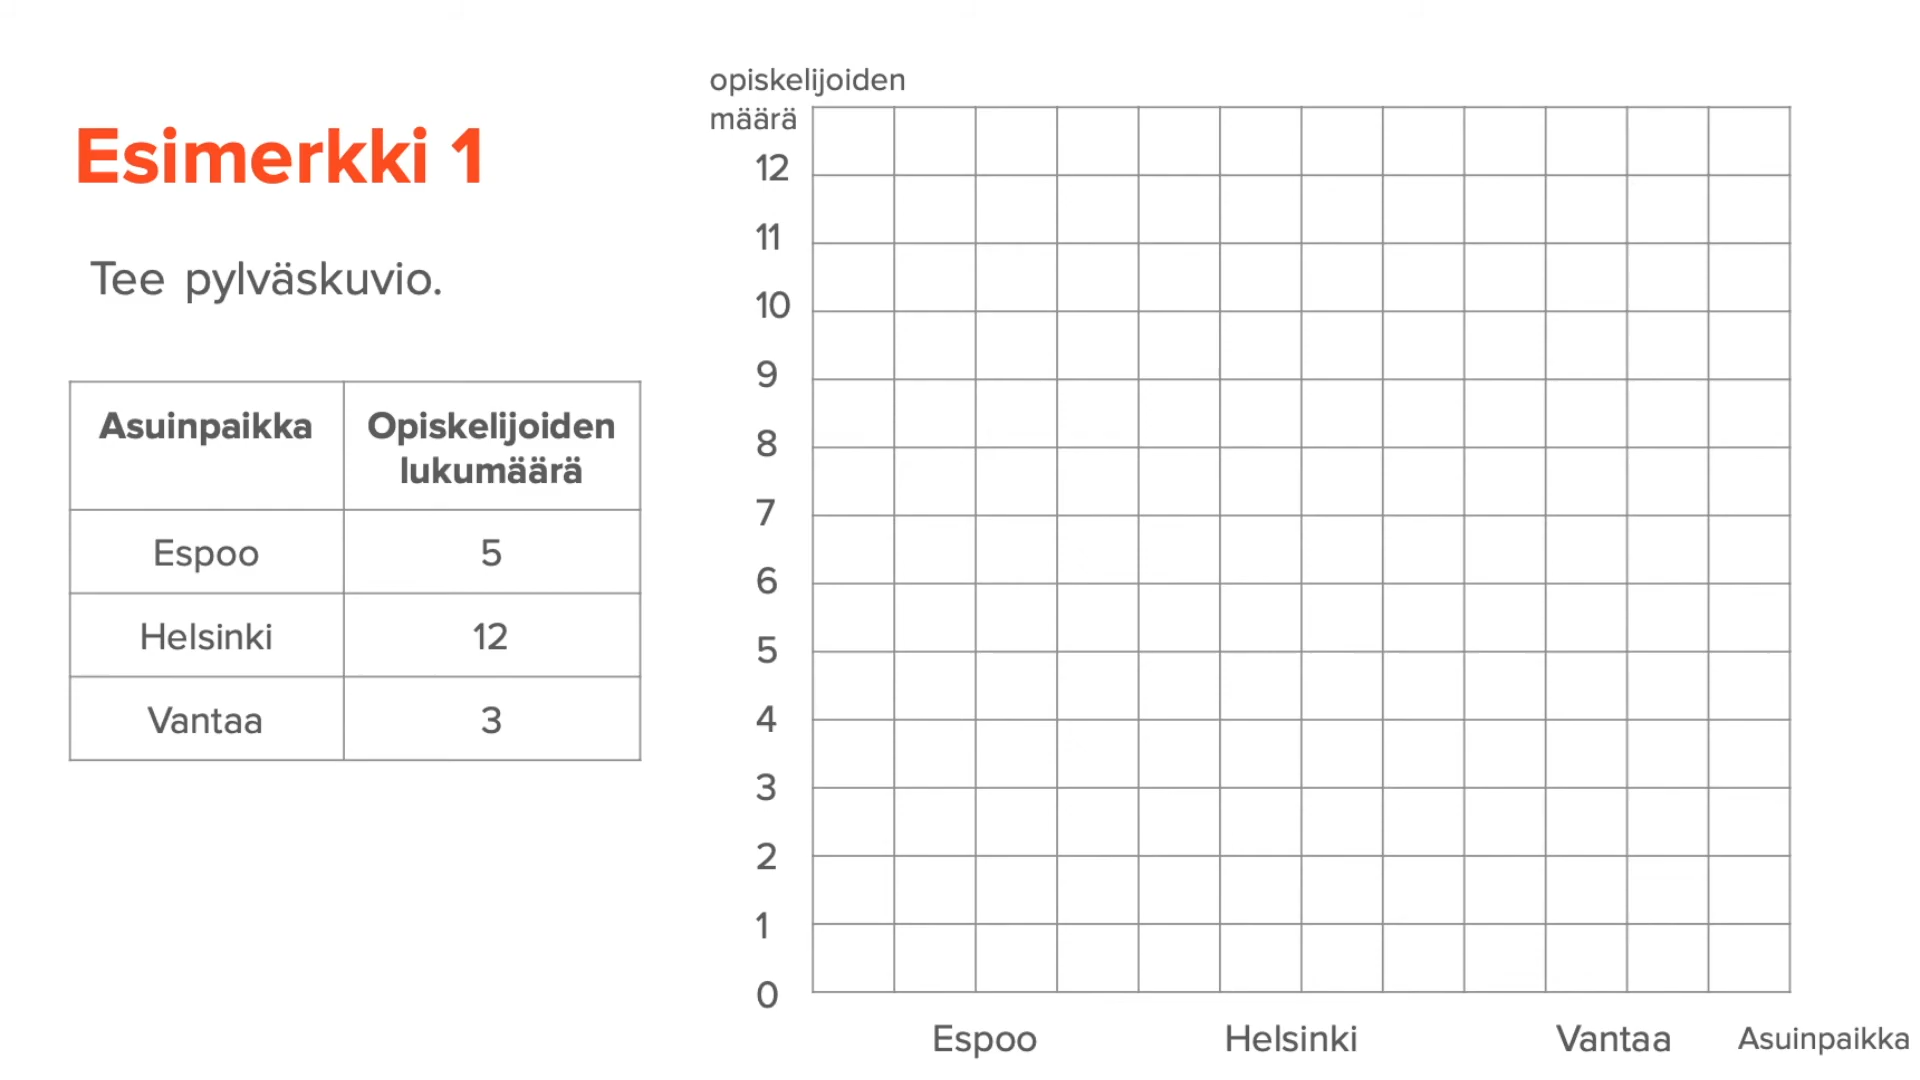 Esimerkki 1
Tee pylväskuvio.
Asuinpaikka Opiskelijoiden
lukumäärä
Espoo 5
Helsinki 12
Vantaa 3
opiskelijoiden
määrä
12
11
10
9
8
7
6
5
4
3
2
1
0
Espoo Helsinki Vantaa Asuinpaikka